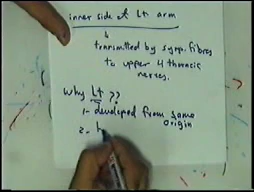 inner side of Lt. arm
transmitted by symp. fibres
to upper 4 thoracic
nerves.
Why Lt ??
1- developed from same
origin
2-